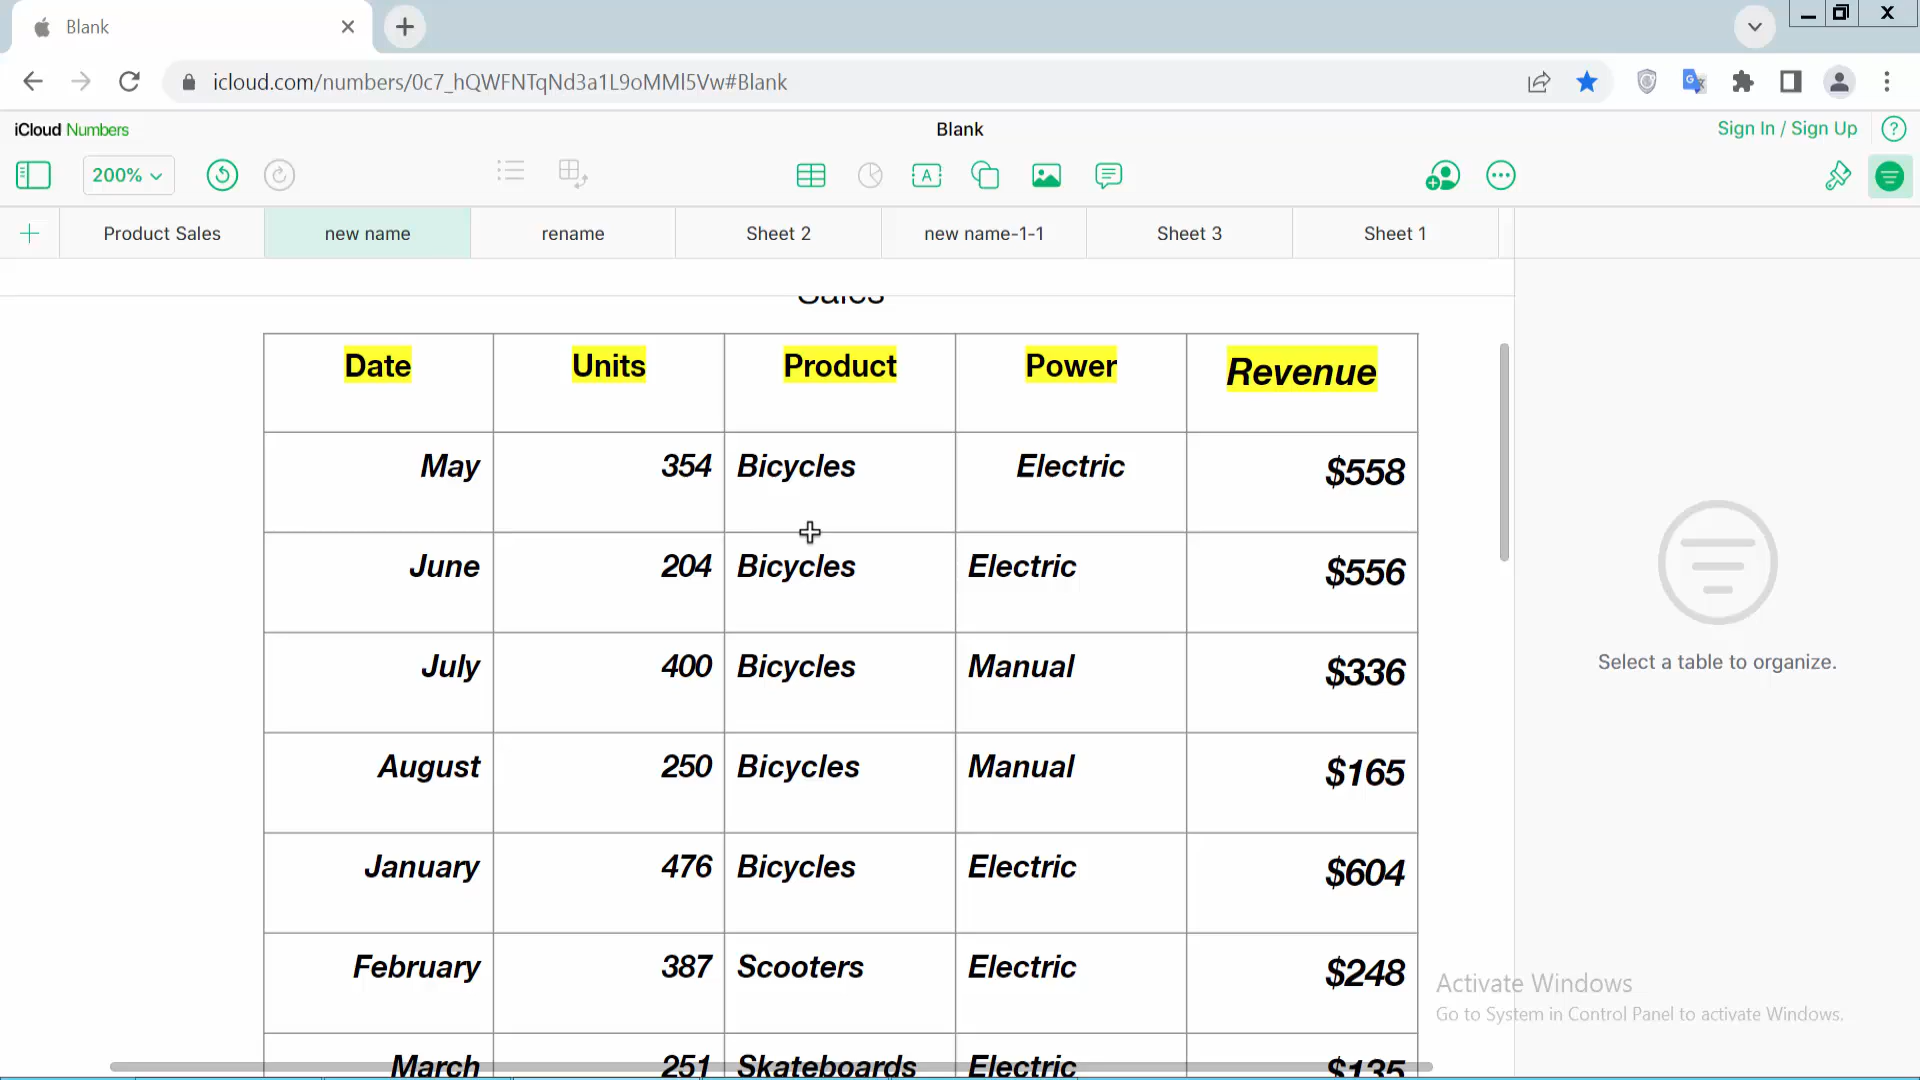 Blank
icloud.com/numbers/0c7_hQWFNTqNd3a1L9oMMl5Vw#Blank
iCloud Numbers
Blank
Sign In / Sign Up
200%
Product Sales
new name
rename
Sheet 2
new name-1-1
Sheet 3
Sheet 1
Sales
Date Units Product Power Revenue
May 354 Bicycles Electric $558
June 204 Bicycles Electric $556
July 400 Bicycles Manual $336
August 250 Bicycles Manual $165
January 476 Bicycles Electric $604
February 387 Scooters Electric $248
March 251 Skateboards Electric $135
Select a table to organize.
Activate Windows
Go to System in Control Panel to activate Windows.